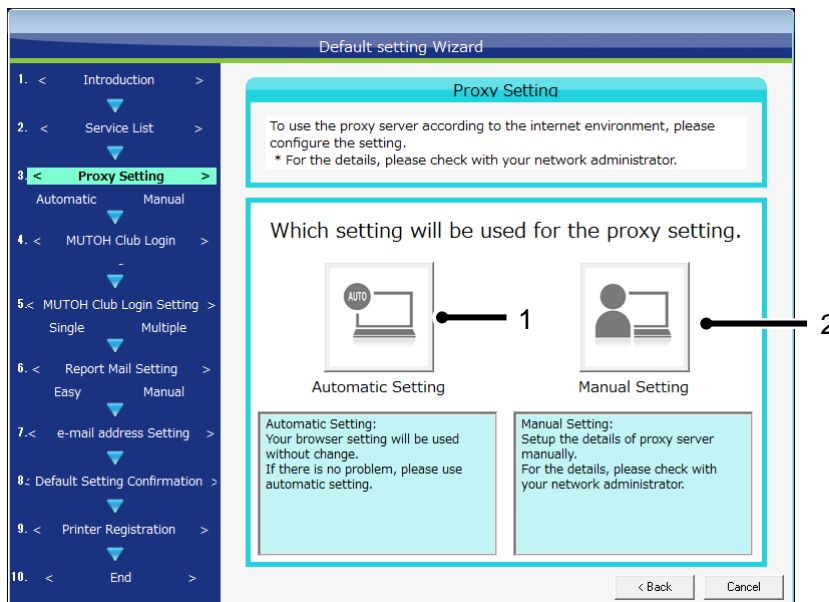 Default setting Wizard
1. < Introduction >
2. < Service List >
3. < Proxy Setting >
Automatic Manual
4. < MUTOH Club Login >
-
5.< MUTOH Club Login Setting >
Single Multiple
6. < Report Mail Setting >
Easy Manual
7.< e-mail address Setting >
8.< Default Setting Confirmation >
9. < Printer Registration >
10. < End >
Proxy Setting
To use the proxy server according to the internet environment, please
configure the setting.
* For the details, please check with your network administrator.
Which setting will be used for the proxy setting.
AUTO
1
2
Automatic Setting
Manual Setting
Automatic Setting:
Your browser setting will be used
without change.
If there is no problem, please use
automatic setting.
Manual Setting:
Setup the details of proxy server
manually.
For the details, please check with
your network administrator.
< Back
Cancel